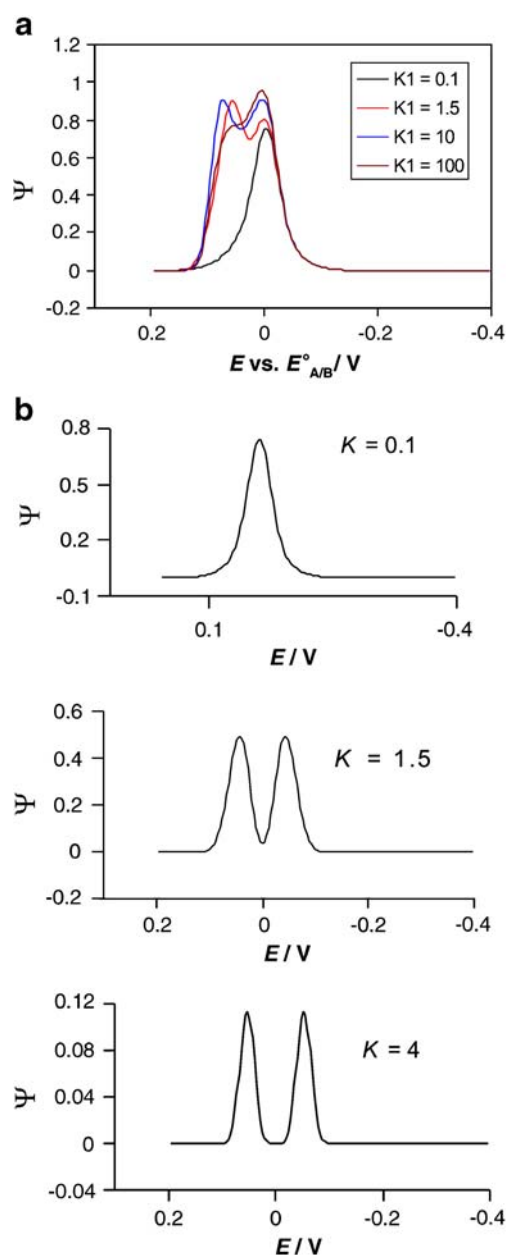 a
1.2
1
0.8
0.6
0.4
0.2
0
-0.2
Ψ
K1 = 0.1
K1 = 1.5
K1 = 10
K1 = 100
0.2 0 -0.2 -0.4
E vs. E°A/B/ V
b
0.8
0.5
0.2
-0.1
Ψ
K = 0.1
0.1 -0.4
E / V
0.6
0.4
0.2
0
-0.2
Ψ
K = 1.5
0.2 0 -0.2 -0.4
E / V
0.12
0.08
0.04
0
-0.04
Ψ
K = 4
0.2 0 -0.2 -0.4
E / V